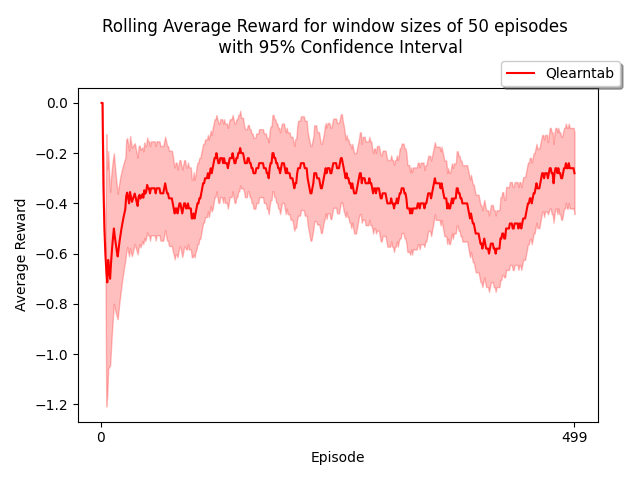 Rolling Average Reward for window sizes of 50 episodes
with 95% Confidence Interval
Qlearntab
0.0
−0.2
−0.4
−0.6
−0.8
−1.0
−1.2
Average Reward
0
499
Episode